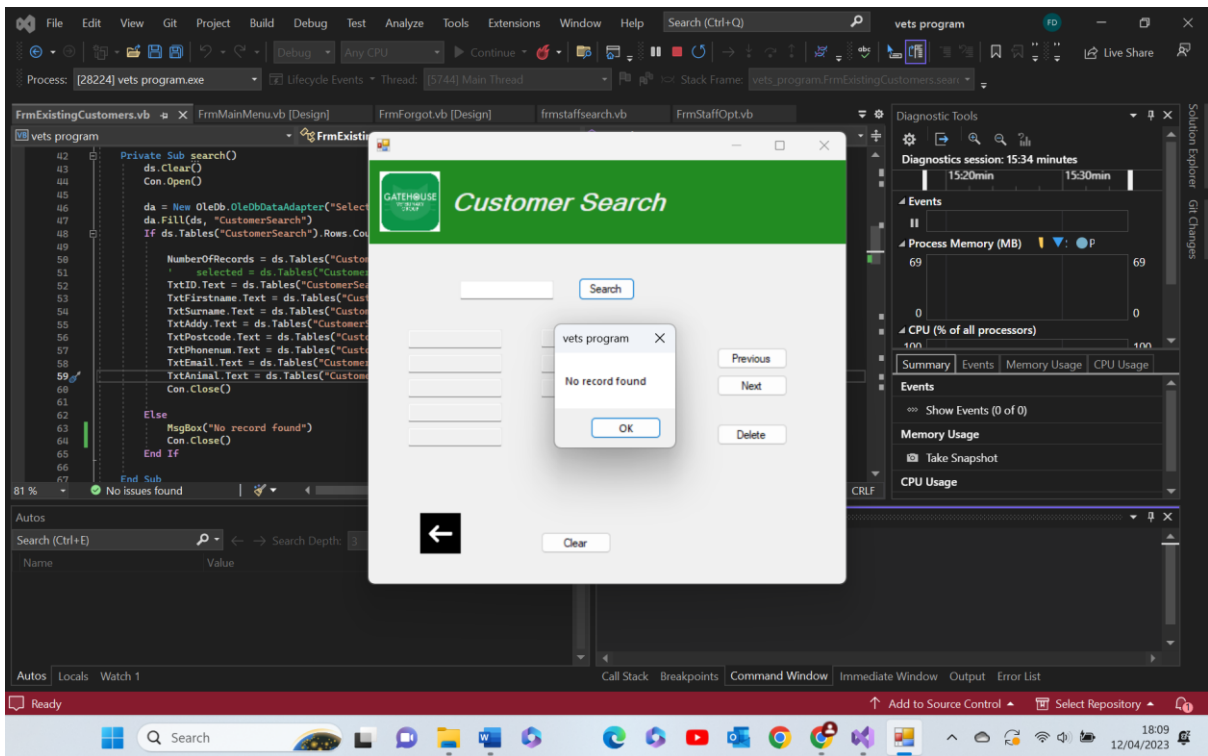 File Edit View Git Project Build Debug Test Analyze Tools Extensions Window Help Search (Ctrl+Q) vets program FD
Debug Any CPU Continue Live Share
Process: [28224] vets program.exe Lifecycle Events Thread: [5744] Main Thread Stack Frame: vets_program.FrmExistingCustomers.sean
FrmExistingCustomers.vb FrmMainMenu.vb [Design] FrmForgot.vb [Design] frmstaffsearch.vb FrmStaffOpt.vb
vets program FrmExistin
42 Private Sub search()
43 ds.Clear()
44 Con.Open()
45
46 da = New OleDb.OleDbDataAdapter("Select
47 da.Fill(ds, "CustomerSearch")
48 If ds.Tables("CustomerSearch").Rows.Cou
49
50 NumberOfRecords = ds.Tables("Custom
51 ' selected = ds.Tables("Customer
52 TxtID.Text = ds.Tables("CustomerSea
53 TxtFirstname.Text = ds.Tables("Cust
54 TxtSurname.Text = ds.Tables("Custom
55 TxtAddy.Text = ds.Tables("CustomerS
56 TxtPostcode.Text = ds.Tables("Custo
57 TxtPhonenum.Text = ds.Tables("Custo
58 TxtEmail.Text = ds.Tables("Customer
59 TxtAnimal.Text = ds.Tables("Custome
60 Con.Close()
61
62 Else
63 MsgBox("No record found")
64 Con.Close()
65 End If
66
67 End Sub
81 % No issues found CRLF
GATEHOUSE
Customer Search
Search
vets program
No record found
OK
Previous
Next
Delete
Clear
Diagnostic Tools
Diagnostics session: 15:34 minutes
15:20min 15:30min
Events
Process Memory (MB) P
69 69
0 0
CPU (% of all processors)
100 100
Summary Events Memory Usage CPU Usage
Events
Show Events (0 of 0)
Memory Usage
Take Snapshot
CPU Usage
Solution Explorer
Git Changes
Autos
Search (Ctrl+E) Search Depth: 3
Name Value
Autos Locals Watch 1
Call Stack Breakpoints Command Window Immediate Window Output Error List
Ready Add to Source Control Select Repository
Search
18:09
12/04/2023